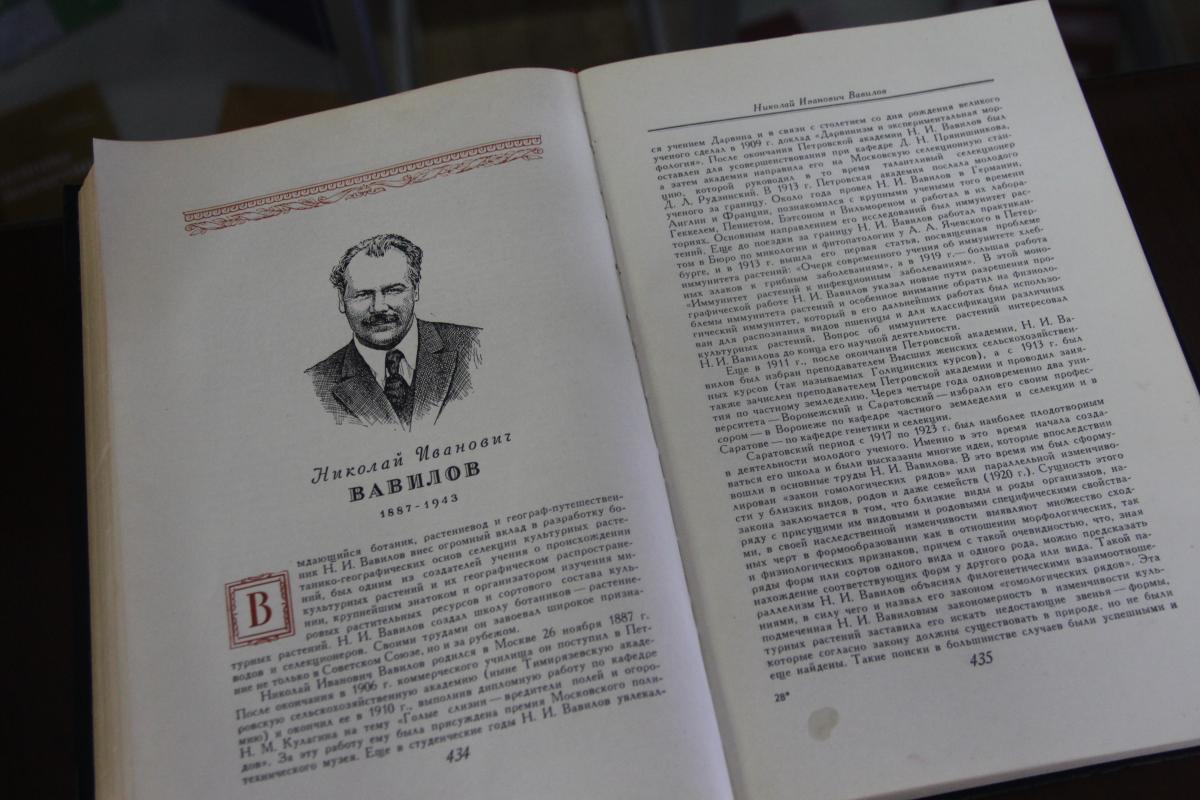 Николай Иванович
ВАВИЛОВ
1887-1943
Выдающийся ботаник, растениевод и географ-путешествен-
ник Н. И. Вавилов внес огромный вклад в разработку бо-
танико-географических основ селекции культурных расте-
ний, был одним из создателей учения о происхождении
культурных растений и их географическом распростране-
нии, крупнейшим знатоком и организатором изучения ми-
ровых растительных ресурсов и сортового состава куль-
турных растений. Н. И. Вавилов создал школу ботаников — растение-
водов и селекционеров. Своими трудами он завоевал широкое призна-
ние не только в Советском Союзе, но и за рубежом.
Николай Иванович Вавилов родился в Москве 26 ноября 1887 г.
После окончания в 1906 г. коммерческого училища он поступил в Пет-
ровскую сельскохозяйственную академию (ныне Тимирязевскую акаде-
мию) и окончил ее в 1910 г., выполнив дипломную работу по кафедре
Н. М. Кулагина на тему «Голые слизни — вредители полей и огоро-
дов». За эту работу ему была присуждена премия Московского поли-
технического музея. Еще в студенческие годы Н. И. Вавилов увлекал-
434
Николай Иванович Вавилов
ся учением Дарвина и в связи с столетием со дня рождения великого
ученого сделал в 1909 г. доклад «Дарвинизм и экспериментальная мор-
фология». После окончания Петровской академии Н. И. Вавилов был
оставлен для усовершенствования при кафедре Д. Н. Прянишникова,
а затем академия направила его на Московскую селекционную стан-
цию, которой руководил в то время талантливый селекционер
Д. Л. Рудзинский. В 1913 г. Петровская академия послала молодого
ученого за границу. Около года провел Н. И. Вавилов в Германии,
Англии и Франции, познакомился с крупными учеными того времени
Геккелем, Пеннетом, Бэтсоном и Вильмореном и работал в их лабора-
ториях. Основным направлением его исследований был иммунитет рас-
тений. Еще до поездки за границу Н. И. Вавилов работал практикан-
том в Бюро по микологии и фитопатологии у А. А. Ячевского в Петер-
бурге, и в 1913 г. вышла его первая статья, посвященная проблеме
иммунитета растений: «Очерк современного учения об иммунитете хлеб-
ных злаков к грибным заболеваниям», а в 1919 г.— большая работа
«Иммунитет растений к инфекционным заболеваниям». В этой моно-
графической работе Н. И. Вавилов указал новые пути разрешения про-
блемы иммунитета растений и особенное внимание обратил на физиоло-
гический иммунитет, который в его дальнейших работах был использо-
ван для распознания видов пшеницы и для классификации различных
культурных растений. Вопрос об иммунитете растений интересовал
Н. И. Вавилова до конца его научной деятельности.
Еще в 1911 г., после окончания Петровской академии, Н. И. Ва-
вилов был избран преподавателем Высших женских сельскохозяйствен-
ных курсов (так называемых Голицинских курсов), а с 1913 г. был
также зачислен преподавателем Петровской академии и проводил заня-
тия по частному земледелию. Через четыре года одновременно два уни-
верситета — Воронежский и Саратовский — избрали его своим профес-
сором — в Воронеже по кафедре частного земледелия и селекции и в
Саратове — по кафедре генетики и селекции.
Саратовский период с 1917 по 1923 г. был наиболее плодотворным
в деятельности молодого ученого. Именно в это время начала созда-
ваться его школа и были высказаны многие идеи, которые впоследствии
вошли в основные труды Н. И. Вавилова. В это время им был сформу-
лирован «закон гомологических рядов» или параллельной изменчиво-
сти у близких видов, родов и даже семейств (1920 г.). Сущность этого
закона заключается в том, что близкие виды и роды организмов, на-
ряду с присущими им видовыми и родовыми специфическими свойства-
ми, в своей наследственной изменчивости выявляют множество сход-
ных черт в формообразовании как в отношении морфологических, так
и физиологических признаков, причем с такой очевидностью, что, зная
ряды форм или сортов одного вида и одного рода, можно предсказать
нахождение соответствующих форм у другого рода или вида. Такой па-
раллелизм Н. И. Вавилов объяснял филогенетическими взаимоотноше-
ниями, в силу чего и назвал его законом «гомологических рядов». Эта
подмеченная Н. И. Вавиловым закономерность в изменчивости куль-
турных растений заставила его искать недостающие звенья — формы,
которые согласно закону должны существовать в природе, но не были
еще найдены. Такие поиски в большинстве случаев были успешными и
435
28*